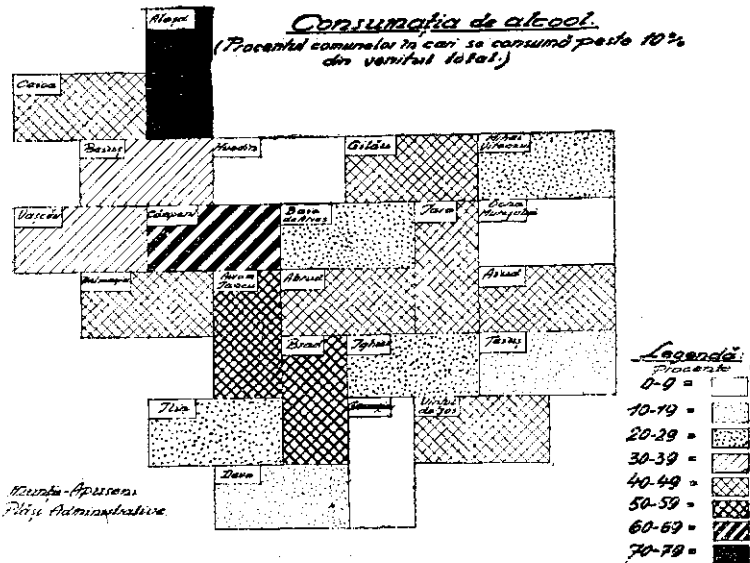 Consumația de alcool.
(Procentul comunelor în cari se consumă peste 10%
din venitul total.)
Aleșd
Beiuș
Huedin
Gilău
Mihai
Viteazul
Vașcău
Câmpeni
Baia
de Arieș
Iara
Avram
Iancu
Abrud
Aiud
Brad
Ighiu
Teiuș
Ilia
Vințu
de Jos
Deva
Munții-Apuseni
Plăși Administrative
Legendă:
Procente
0-9 =
10-19 =
20-29 =
30-39 =
40-49 =
50-59 =
60-69 =
70-79 =